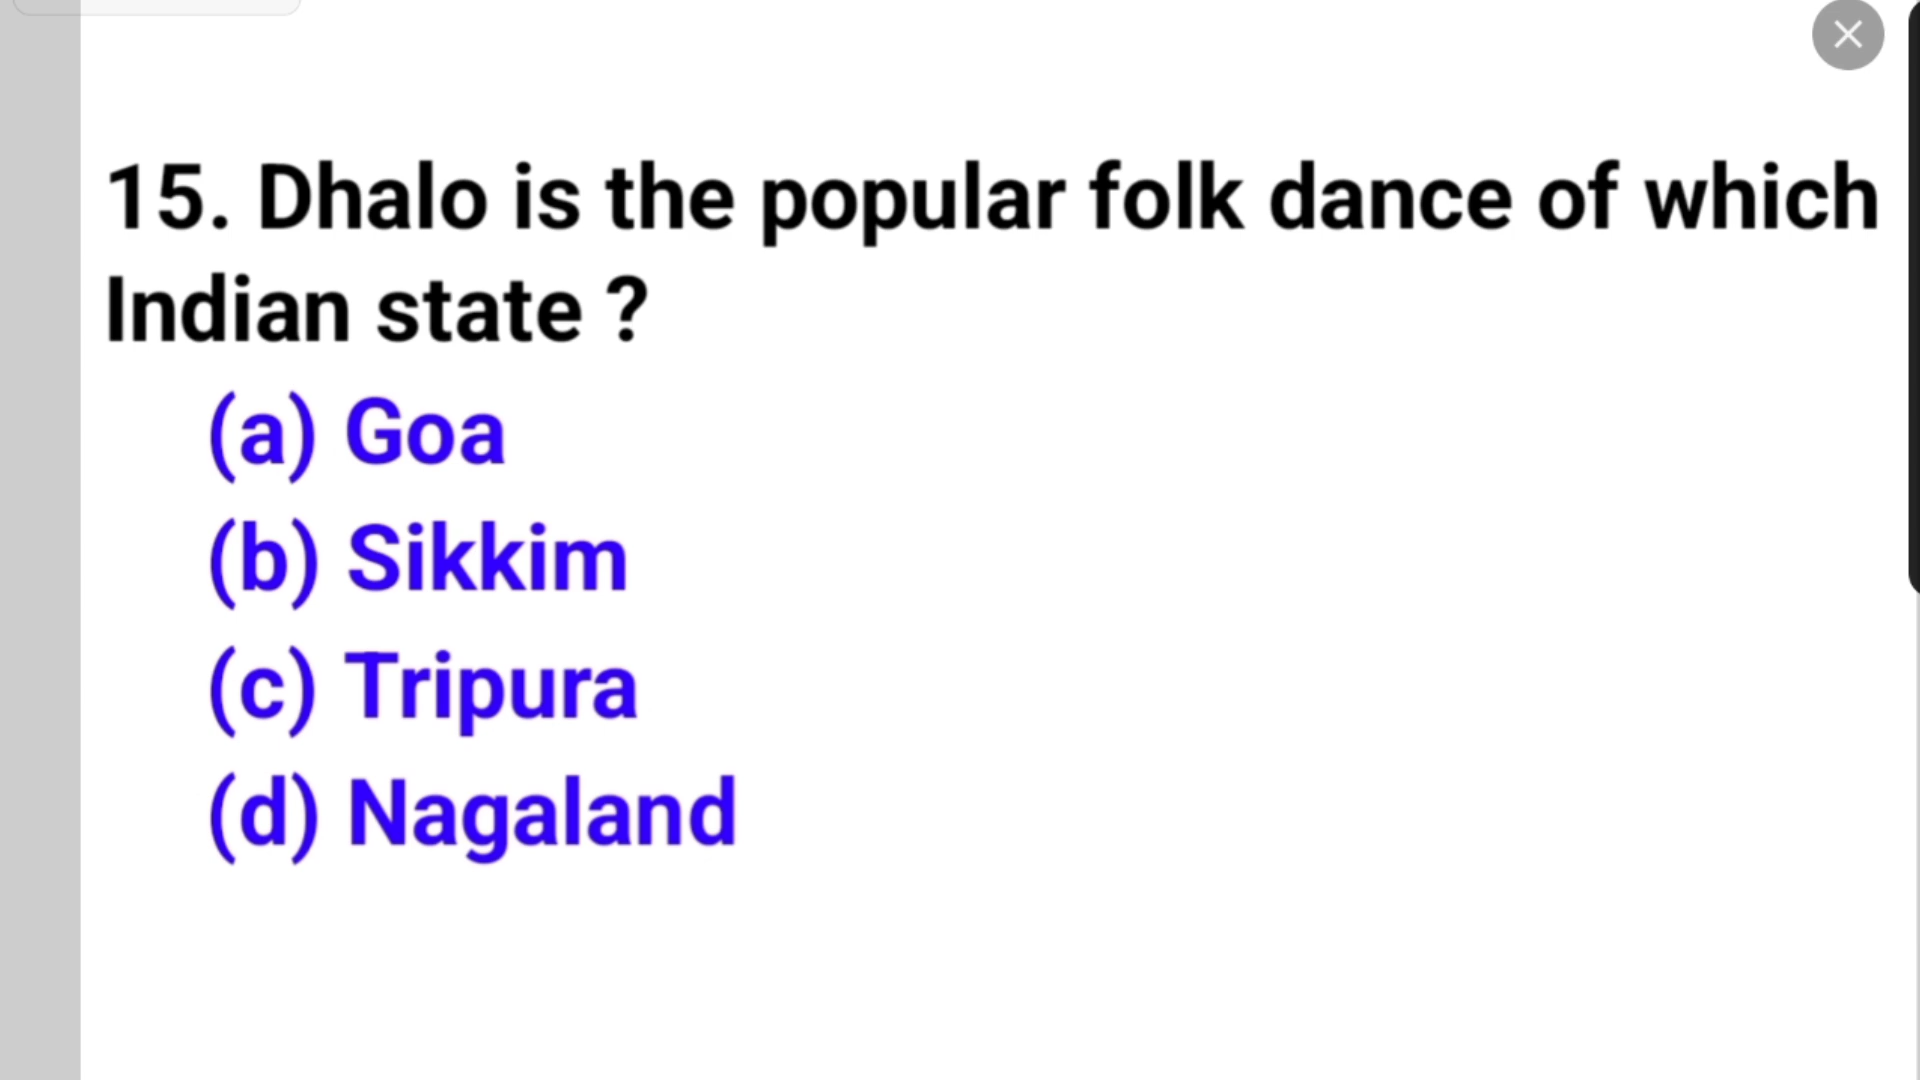 15. Dhalo is the popular folk dance of which
Indian state ?
(a) Goa
(b) Sikkim
(c) Tripura
(d) Nagaland